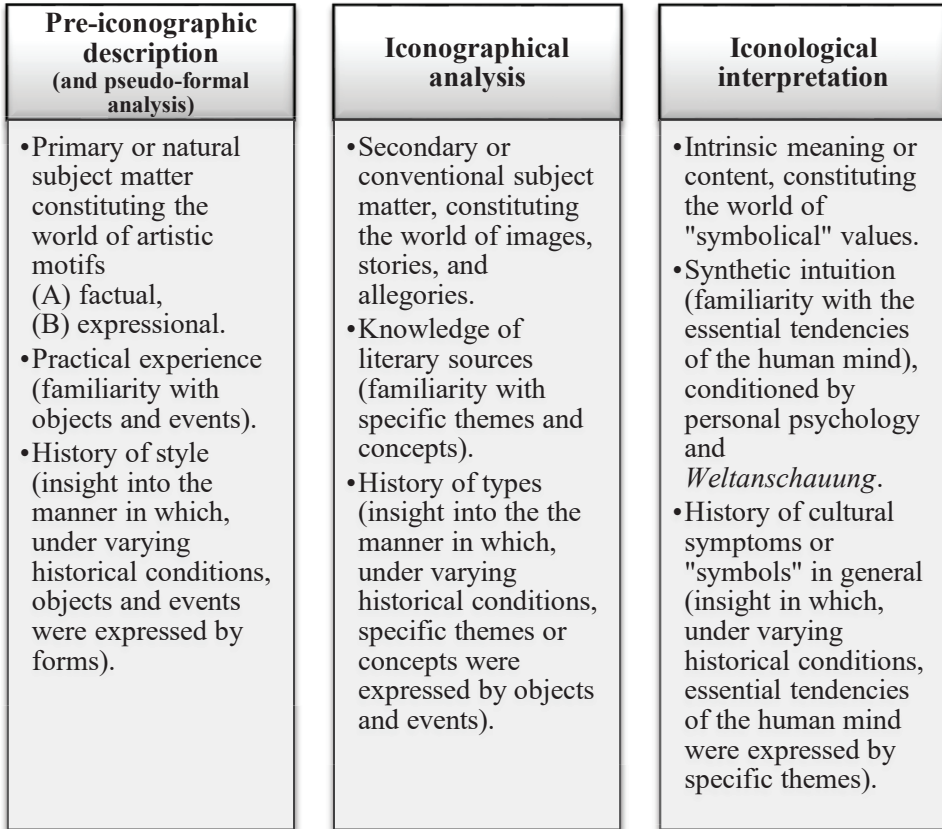 Pre-iconographic
description
(and pseudo-formal
analysis)
•Primary or natural
subject matter
constituting the
world of artistic
motifs
(A) factual,
(B) expressional.
•Practical experience
(familiarity with
objects and events).
•History of style
(insight into the
manner in which,
under varying
historical conditions,
objects and events
were expressed by
forms).
Iconographical
analysis
•Secondary or
conventional subject
matter, constituting
the world of images,
stories, and
allegories.
•Knowledge of
literary sources
(familiarity with
specific themes and
concepts).
•History of types
(insight into the the
manner in which,
under varying
historical conditions,
specific themes or
concepts were
expressed by objects
and events).
Iconological
interpretation
•Intrinsic meaning or
content, constituting
the world of
"symbolical" values.
•Synthetic intuition
(familiarity with the
essential tendencies
of the human mind),
conditioned by
personal psychology
and
Weltanschauung.
•History of cultural
symptoms or
"symbols" in general
(insight in which,
under varying
historical conditions,
essential tendencies
of the human mind
were expressed by
specific themes).